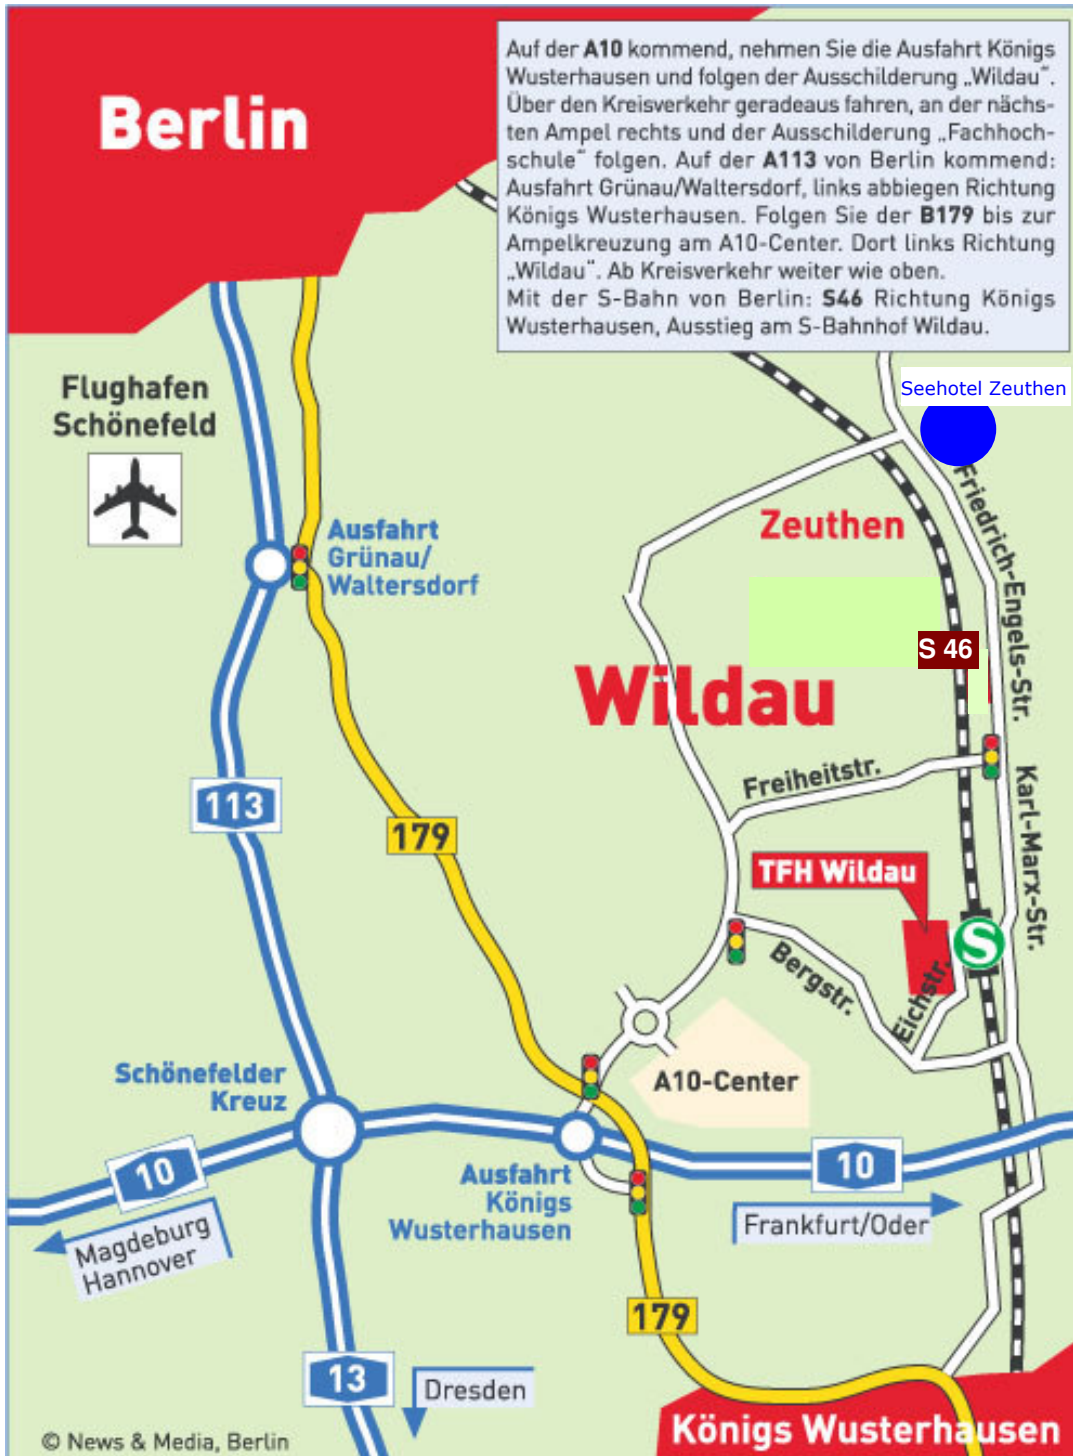 Auf der A10 kommend, nehmen Sie die Ausfahrt Königs
Wusterhausen und folgen der Ausschilderung „Wildau“.
Über den Kreisverkehr geradeaus fahren, an der nächs-
ten Ampel rechts und der Ausschilderung „Fachhoch-
schule“ folgen. Auf der A113 von Berlin kommend:
Ausfahrt Grünau/Waltersdorf, links abbiegen Richtung
Königs Wusterhausen. Folgen Sie der B179 bis zur
Ampelkreuzung am A10-Center. Dort links Richtung
„Wildau“. Ab Kreisverkehr weiter wie oben.
Mit der S-Bahn von Berlin: S46 Richtung Königs
Wusterhausen, Ausstieg am S-Bahnhof Wildau.
Berlin
Flughafen
Schönefeld
Seehotel Zeuthen
Ausfahrt
Grünau/
Waltersdorf
Zeuthen
Friedrich-Engels-Str.
S 46
Wildau
113
179
Freiheitstr.
Karl-Marx-Str.
TFH Wildau
S
Bergstr.
Eichstr.
Schönefelder
Kreuz
A10-Center
10
Ausfahrt
Königs
Wusterhausen
10
Magdeburg
Hannover
Frankfurt/Oder
179
13
Dresden
Königs Wusterhausen
© News & Media, Berlin